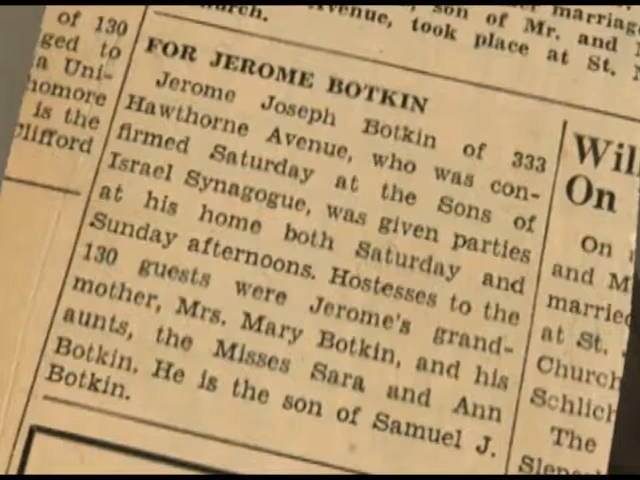 church.
Avenue, took place at St.
son of Mr. and
marriage
of 130
ged to
a Uni-
homore
is the
Clifford
FOR JEROME BOTKIN
Jerome Joseph Botkin of 333
Hawthorne Avenue, who was con-
firmed Saturday at the Sons of
Israel Synagogue, was given parties
at his home both Saturday and
Sunday afternoons. Hostesses to the
130 guests were Jerome's grand-
mother, Mrs. Mary Botkin, and his
aunts, the Misses Sara and Ann
Botkin. He is the son of Samuel J.
Botkin.
Wil
On
On
and M
married
at St.
Church
Schlich
The